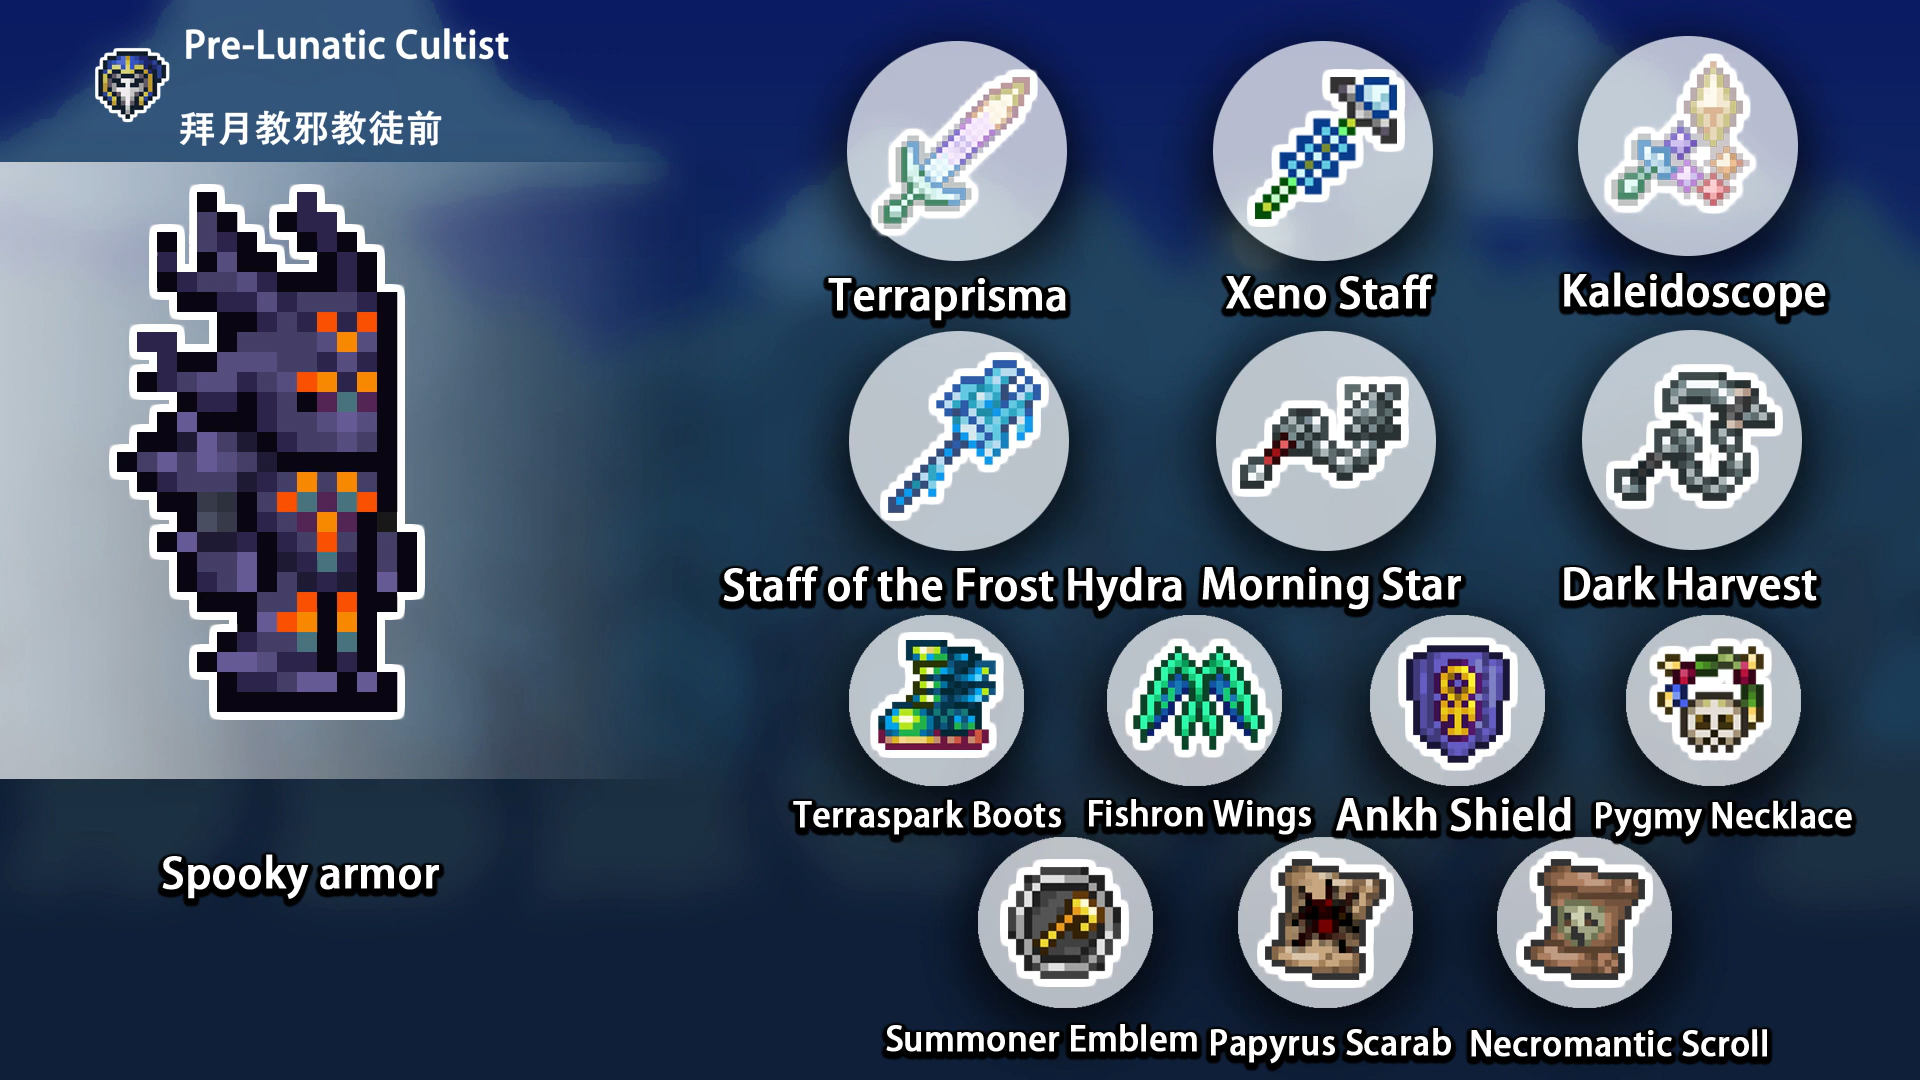 Pre-Lunatic Cultist
拜月教邪教徒前
Terraprisma
Xeno Staff
Kaleidoscope
Staff of the Frost Hydra
Morning Star
Dark Harvest
Terraspark Boots
Fishron Wings
Ankh Shield
Pygmy Necklace
Spooky armor
Summoner Emblem
Papyrus Scarab
Necromantic Scroll